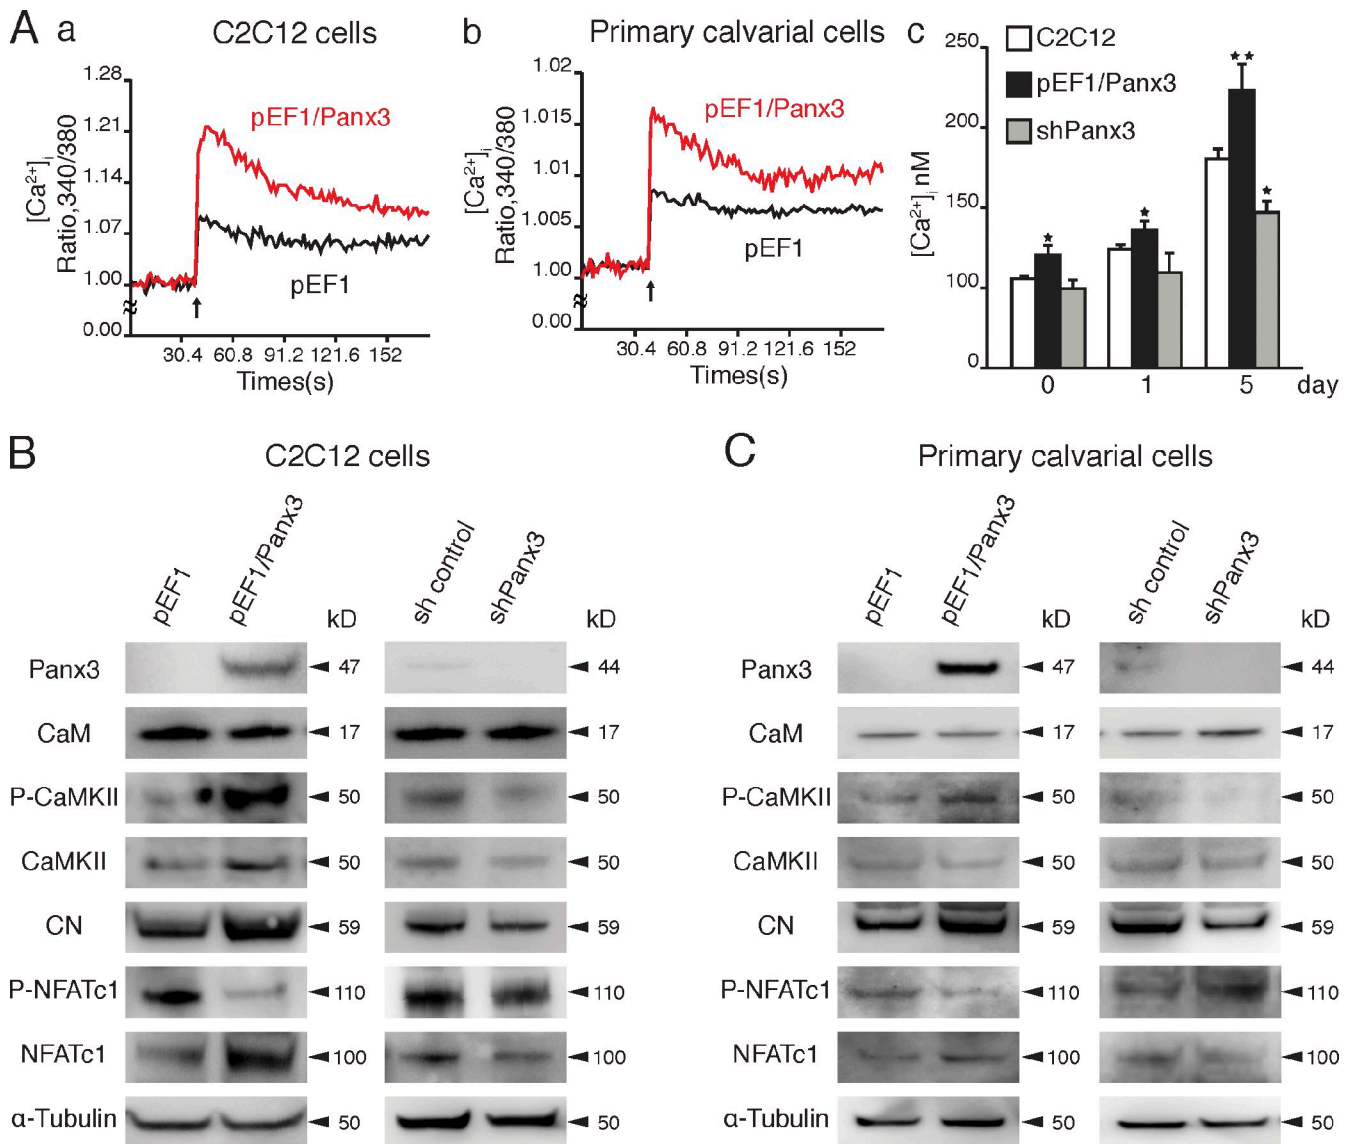 A a C2C12 cells
1.28
1.21
1.14
1.07
1.00
0.00
[Ca²⁺]ᵢ
Ratio,340/380
pEF1/Panx3
pEF1
30.4 60.8 91.2 121.6 152
Times(s)
b Primary calvarial cells
1.02
1.015
1.01
1.005
1.00
0.00
[Ca²⁺]ᵢ
Ratio,340/380
pEF1/Panx3
pEF1
30.4 60.8 91.2 121.6 152
Times(s)
c
250
200
150
100
50
0
[Ca²⁺]ᵢ nM
C2C12
pEF1/Panx3
shPanx3
★
★
★★
★
0 1 5 day
B C2C12 cells
pEF1 pEF1/Panx3 kD sh control shPanx3 kD
Panx3 47 44
CaM 17 17
P-CaMKII 50 50
CaMKII 50 50
CN 59 59
P-NFATc1 110 110
NFATc1 100 100
α-Tubulin 50 50
C Primary calvarial cells
pEF1 pEF1/Panx3 kD sh control shPanx3 kD
Panx3 47 44
CaM 17 17
P-CaMKII 50 50
CaMKII 50 50
CN 59 59
P-NFATc1 110 110
NFATc1 100 100
α-Tubulin 50 50